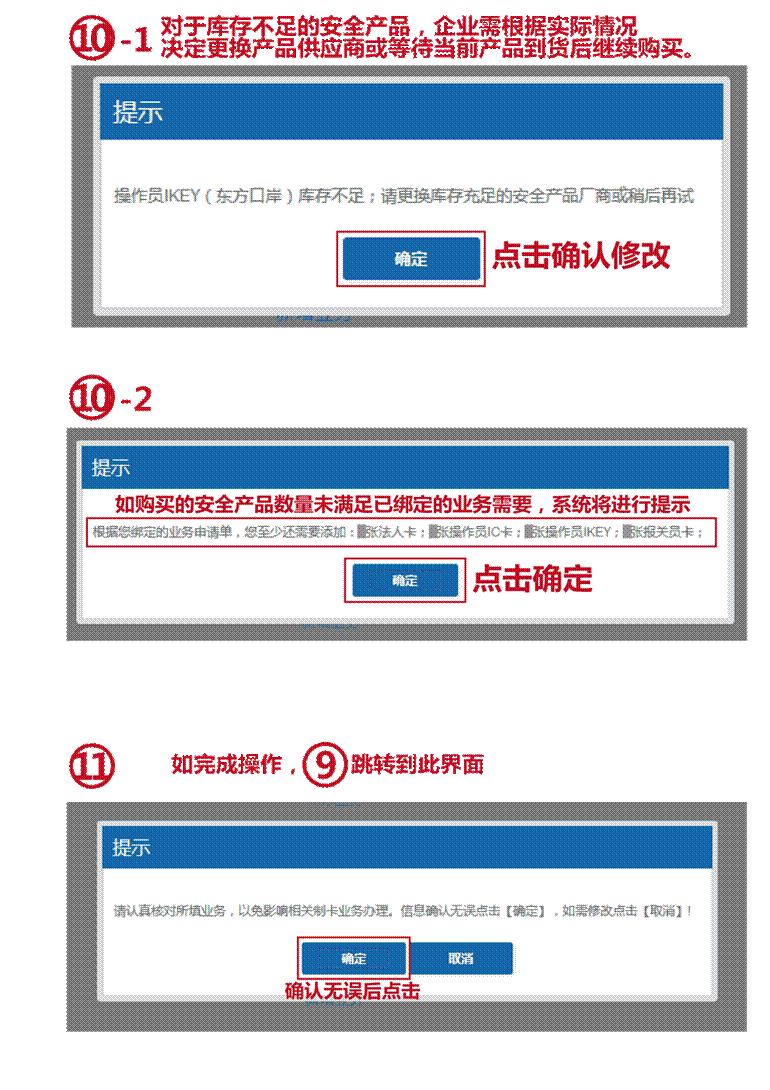 ⑩-1 对于库存不足的安全产品，企业需根据实际情况
决定更换产品供应商或等待当前产品到货后继续购买。
提示
操作员IKEY（东方口岸）库存不足；请更换库存充足的安全产品厂商或稍后再试
确定 点击确认修改
⑩-2
提示
如购买的安全产品数量未满足已绑定的业务需要，系统将进行提示
根据您绑定的业务申请单，您至少还需要添加：张法人卡；张操作员IC卡；张操作员IKEY；张报关员卡；
确定 点击确定
⑪ 如完成操作，⑨跳转到此界面
提示
请认真核对所填业务，以免影响相关制卡业务办理。信息确认无误点击【确定】，如需修改点击【取消】！
确定 取消
确认无误后点击